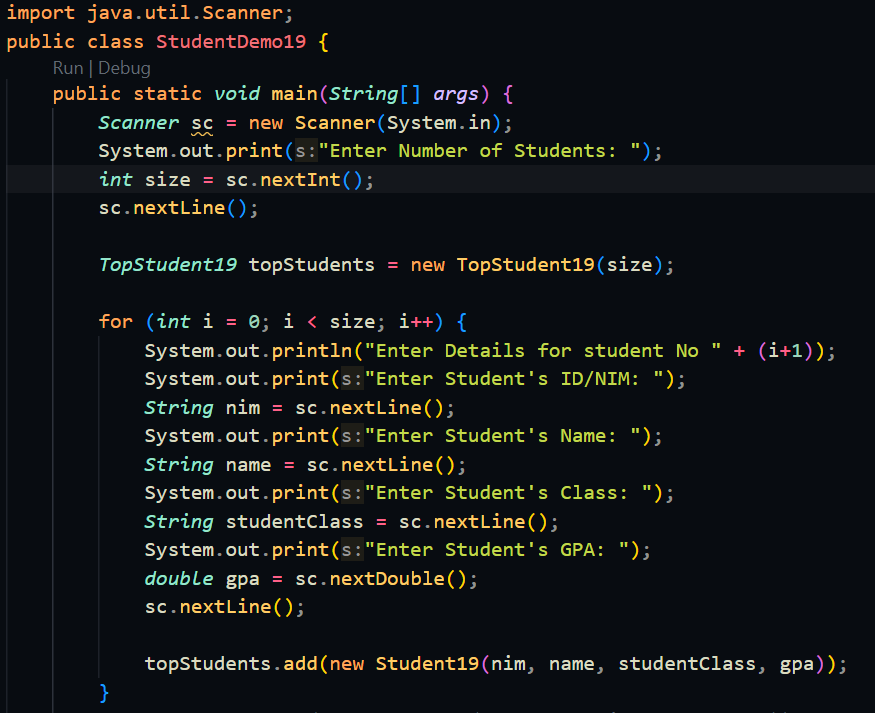 import java.util.Scanner;
public class StudentDemo19 {
Run | Debug
public static void main(String[] args) {
Scanner sc = new Scanner(System.in);
System.out.print(s:"Enter Number of Students: ");
int size = sc.nextInt();
sc.nextLine();
TopStudent19 topStudents = new TopStudent19(size);
for (int i = 0; i < size; i++) {
System.out.println("Enter Details for student No " + (i+1));
System.out.print(s:"Enter Student's ID/NIM: ");
String nim = sc.nextLine();
System.out.print(s:"Enter Student's Name: ");
String name = sc.nextLine();
System.out.print(s:"Enter Student's Class: ");
String studentClass = sc.nextLine();
System.out.print(s:"Enter Student's GPA: ");
double gpa = sc.nextDouble();
sc.nextLine();
topStudents.add(new Student19(nim, name, studentClass, gpa));
}